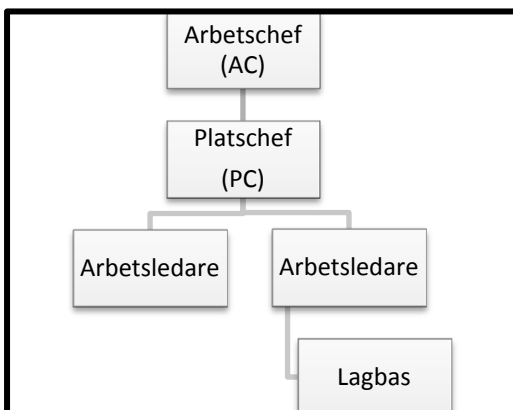 Arbetschef
(AC)
Platschef
(PC)
Arbetsledare
Arbetsledare
Lagbas